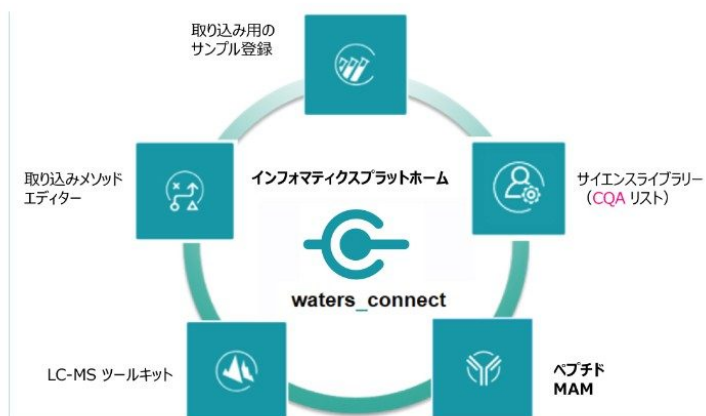 取り込み用の
サンプル登録
取り込みメソッド
エディター
インフォマティクスプラットホーム
サイエンスライブラリー
（CQA リスト）
waters_connect
LC-MS ツールキット
ペプチド
MAM